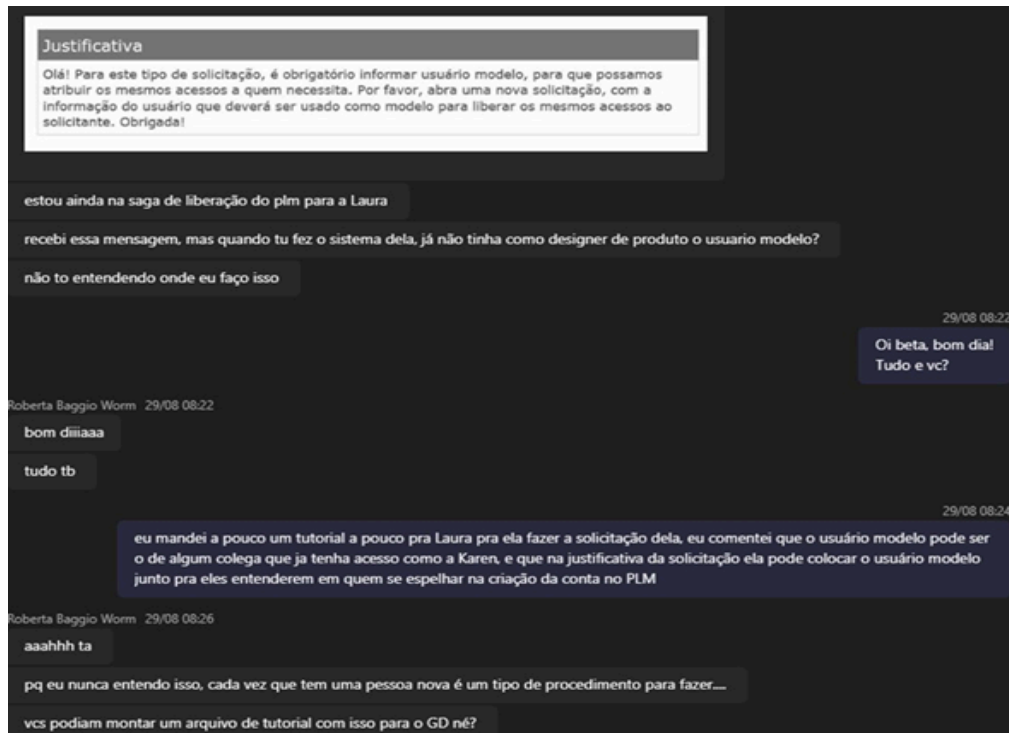 Justificativa
Olá! Para este tipo de solicitação, é obrigatório informar usuário modelo, para que possamos
atribuir os mesmos acessos a quem necessita. Por favor, abra uma nova solicitação, com a
informação do usuário que deverá ser usado como modelo para liberar os mesmos acessos ao
solicitante. Obrigada!
estou ainda na saga de liberação do plm para a Laura
recebi essa mensagem, mas quando tu fez o sistema dela, já não tinha como designer de produto o usuario modelo?
não to entendendo onde eu faço isso
29/08 08:22
Oi beta, bom dia!
Tudo e vc?
Roberta Baggio Worm 29/08 08:22
bom diiiaaa
tudo tb
29/08 08:24
eu mandei a pouco um tutorial a pouco pra Laura pra ela fazer a solicitação dela, eu comentei que o usuário modelo pode ser
o de algum colega que ja tenha acesso como a Karen, e que na justificativa da solicitação ela pode colocar o usuário modelo
junto pra eles entenderem em quem se espelhar na criação da conta no PLM
Roberta Baggio Worm 29/08 08:26
aaahhh ta
pq eu nunca entendo isso, cada vez que tem uma pessoa nova é um tipo de procedimento para fazer....
vcs podiam montar um arquivo de tutorial com isso para o GD né?